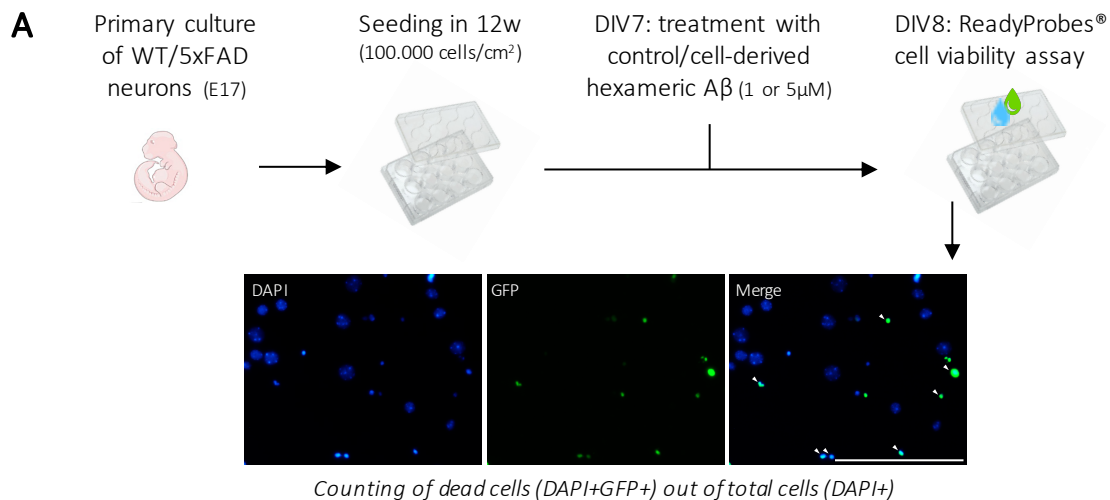 A
Primary culture
of WT/5xFAD
neurons (E17)
Seeding in 12w
(100.000 cells/cm²)
DIV7: treatment with
control/cell-derived
hexameric Aβ (1 or 5µM)
DIV8: ReadyProbes®
cell viability assay
DAPI
GFP
Merge
Counting of dead cells (DAPI+GFP+) out of total cells (DAPI+)